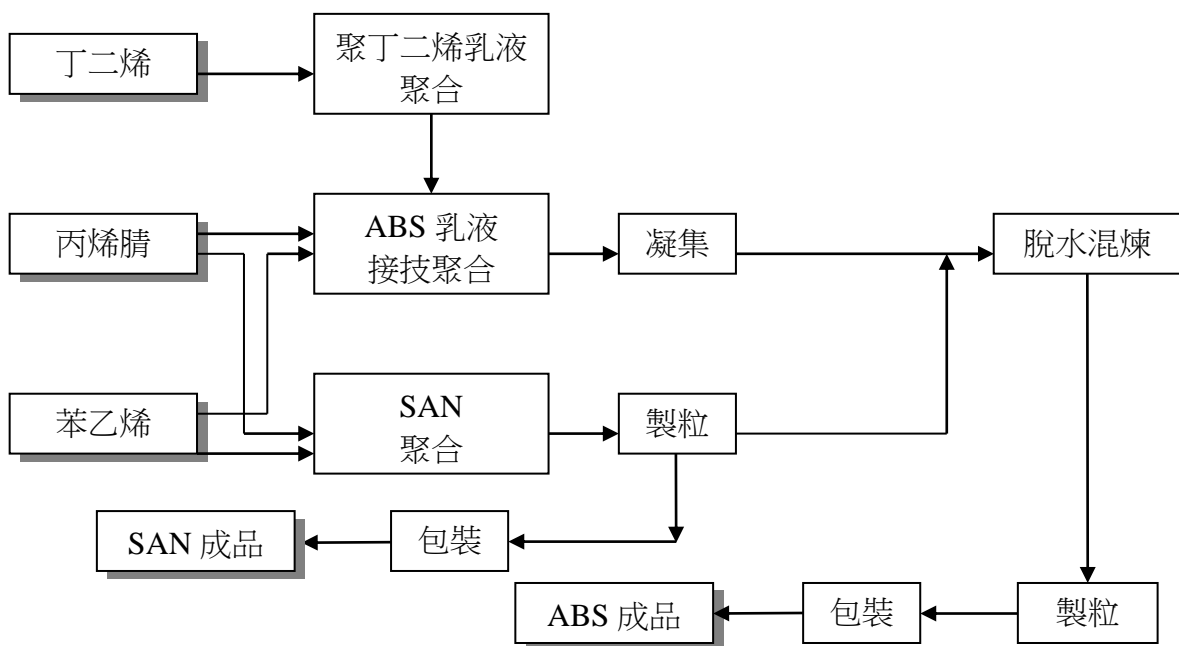 丁二烯
聚丁二烯乳液
聚合
丙烯腈
ABS 乳液
接技聚合
凝集
脫水混煉
苯乙烯
SAN
聚合
製粒
SAN 成品
包裝
ABS 成品
包裝
製粒